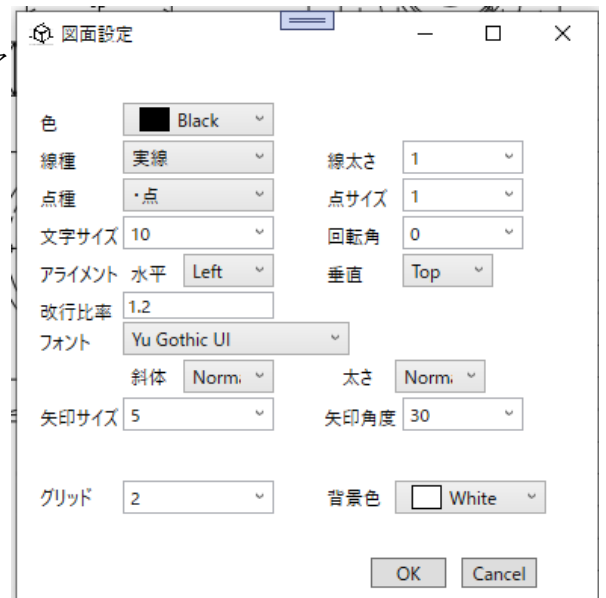 図面設定
色 Black
線種 実線 線太さ 1
点種 ・点 点サイズ 1
文字サイズ 10 回転角 0
アライメント 水平 Left 垂直 Top
改行比率 1.2
フォント Yu Gothic UI
斜体 Norma 太さ Norma
矢印サイズ 5 矢印角度 30
グリッド 2 背景色 White
OK Cancel